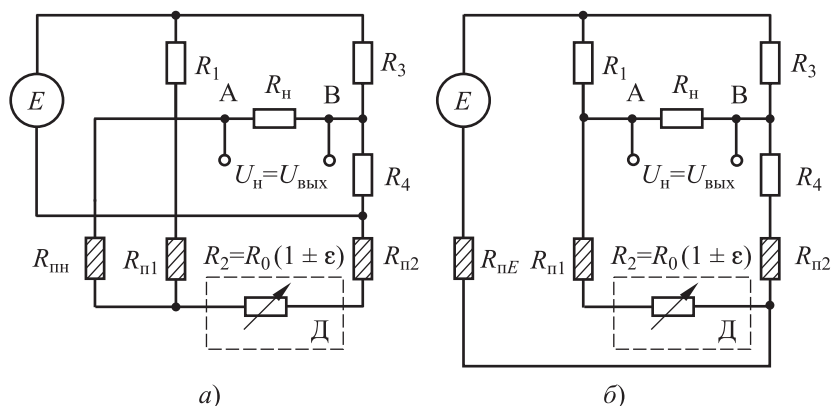 R₁ R₃ R₁ R₃
A Rн B A Rн B
E E
Uн=Uвых R₄ Uн=Uвых R₄
Rпн Rп1 R₂=R₀ (1 ± ε) Rп2 RпE Rп1 R₂=R₀ (1 ± ε) Rп2
Д Д
а) б)